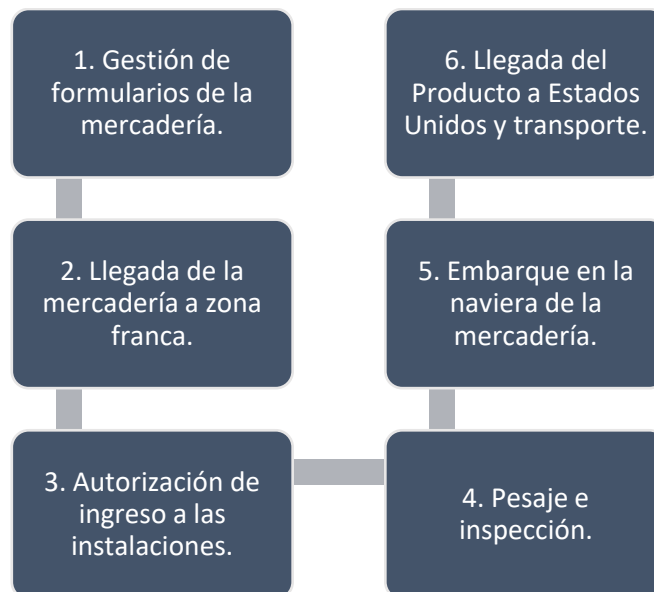 1. Gestión de
formularios de la
mercadería.
2. Llegada de la
mercadería a zona
franca.
3. Autorización de
ingreso a las
instalaciones.
4. Pesaje e
inspección.
5. Embarque en la
naviera de la
mercadería.
6. Llegada del
Producto a Estados
Unidos y transporte.